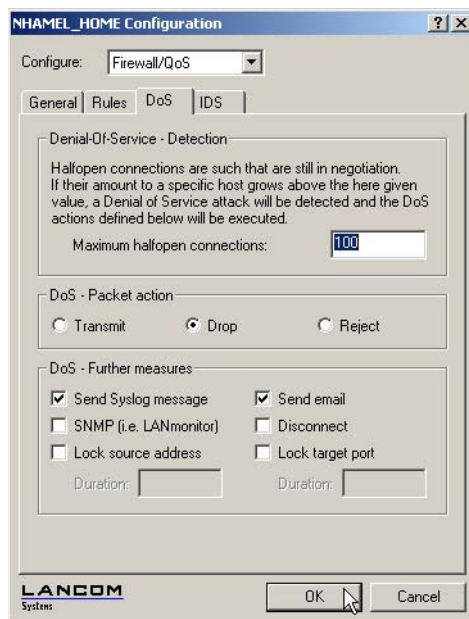 NHAMEL_HOME Configuration
Configure: Firewall/QoS
General Rules DoS IDS
Denial-Of-Service - Detection
Halfopen connections are such that are still in negotiation.
If their amount to a specific host grows above the here given
value, a Denial of Service attack will be detected and the DoS
actions defined below will be executed.
Maximum halfopen connections: 100
DoS - Packet action
Transmit Drop Reject
DoS - Further measures
Send Syslog message Send email
SNMP (i.e. LANmonitor) Disconnect
Lock source address Lock target port
Duration: Duration:
LANCOM
Systems
OK Cancel